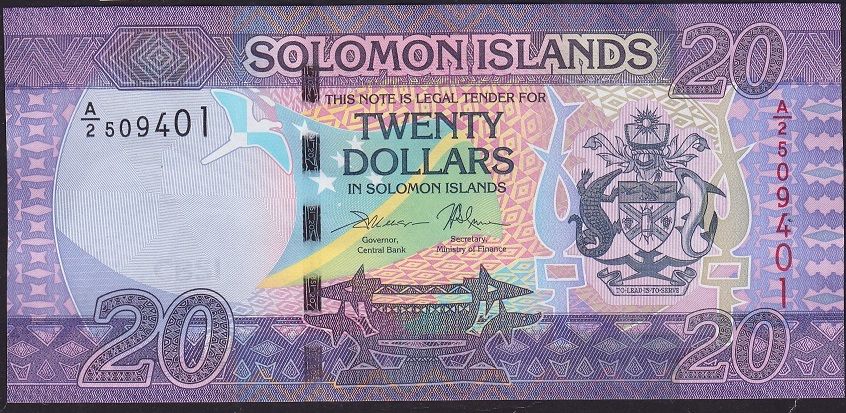 SOLOMON ISLANDS
20
THIS NOTE IS LEGAL TENDER FOR
TWENTY
DOLLARS
IN SOLOMON ISLANDS
A/2 509401
A/2 509401
Governor,
Central Bank
Secretary,
Ministry of Finance
TO-LEAD-IS-TO-SERVE
20
20